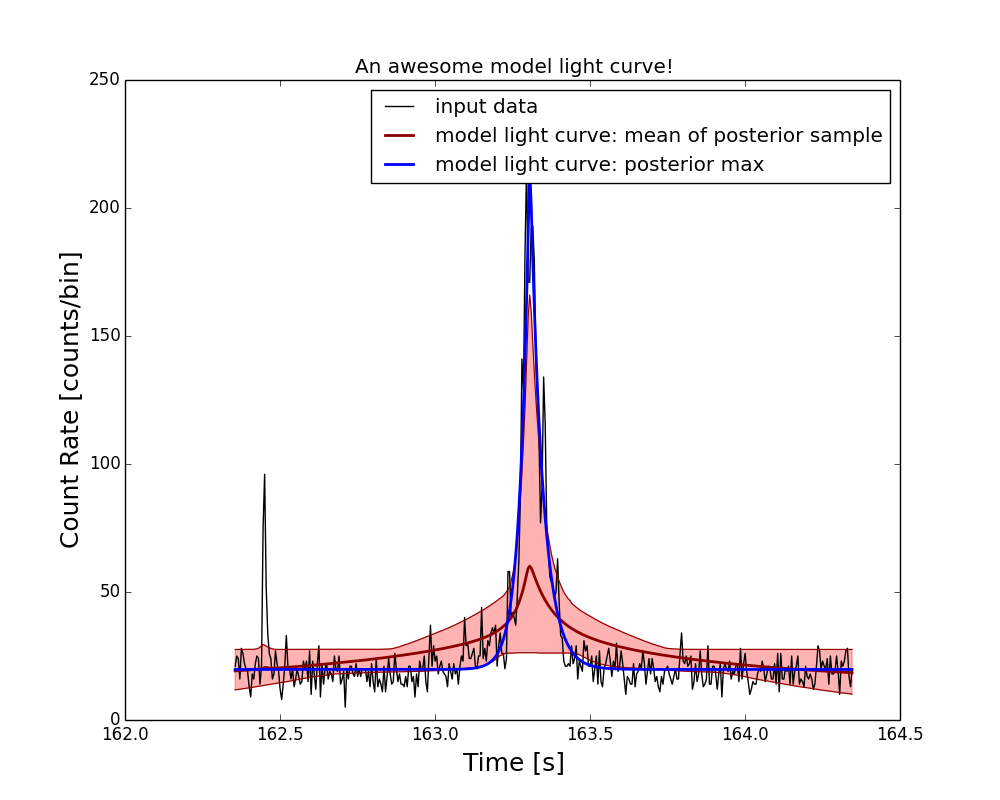 An awesome model light curve!
250
200
150
100
50
0
input data
model light curve: mean of posterior sample
model light curve: posterior max
Count Rate [counts/bin]
162.0 162.5 163.0 163.5 164.0 164.5
Time [s]